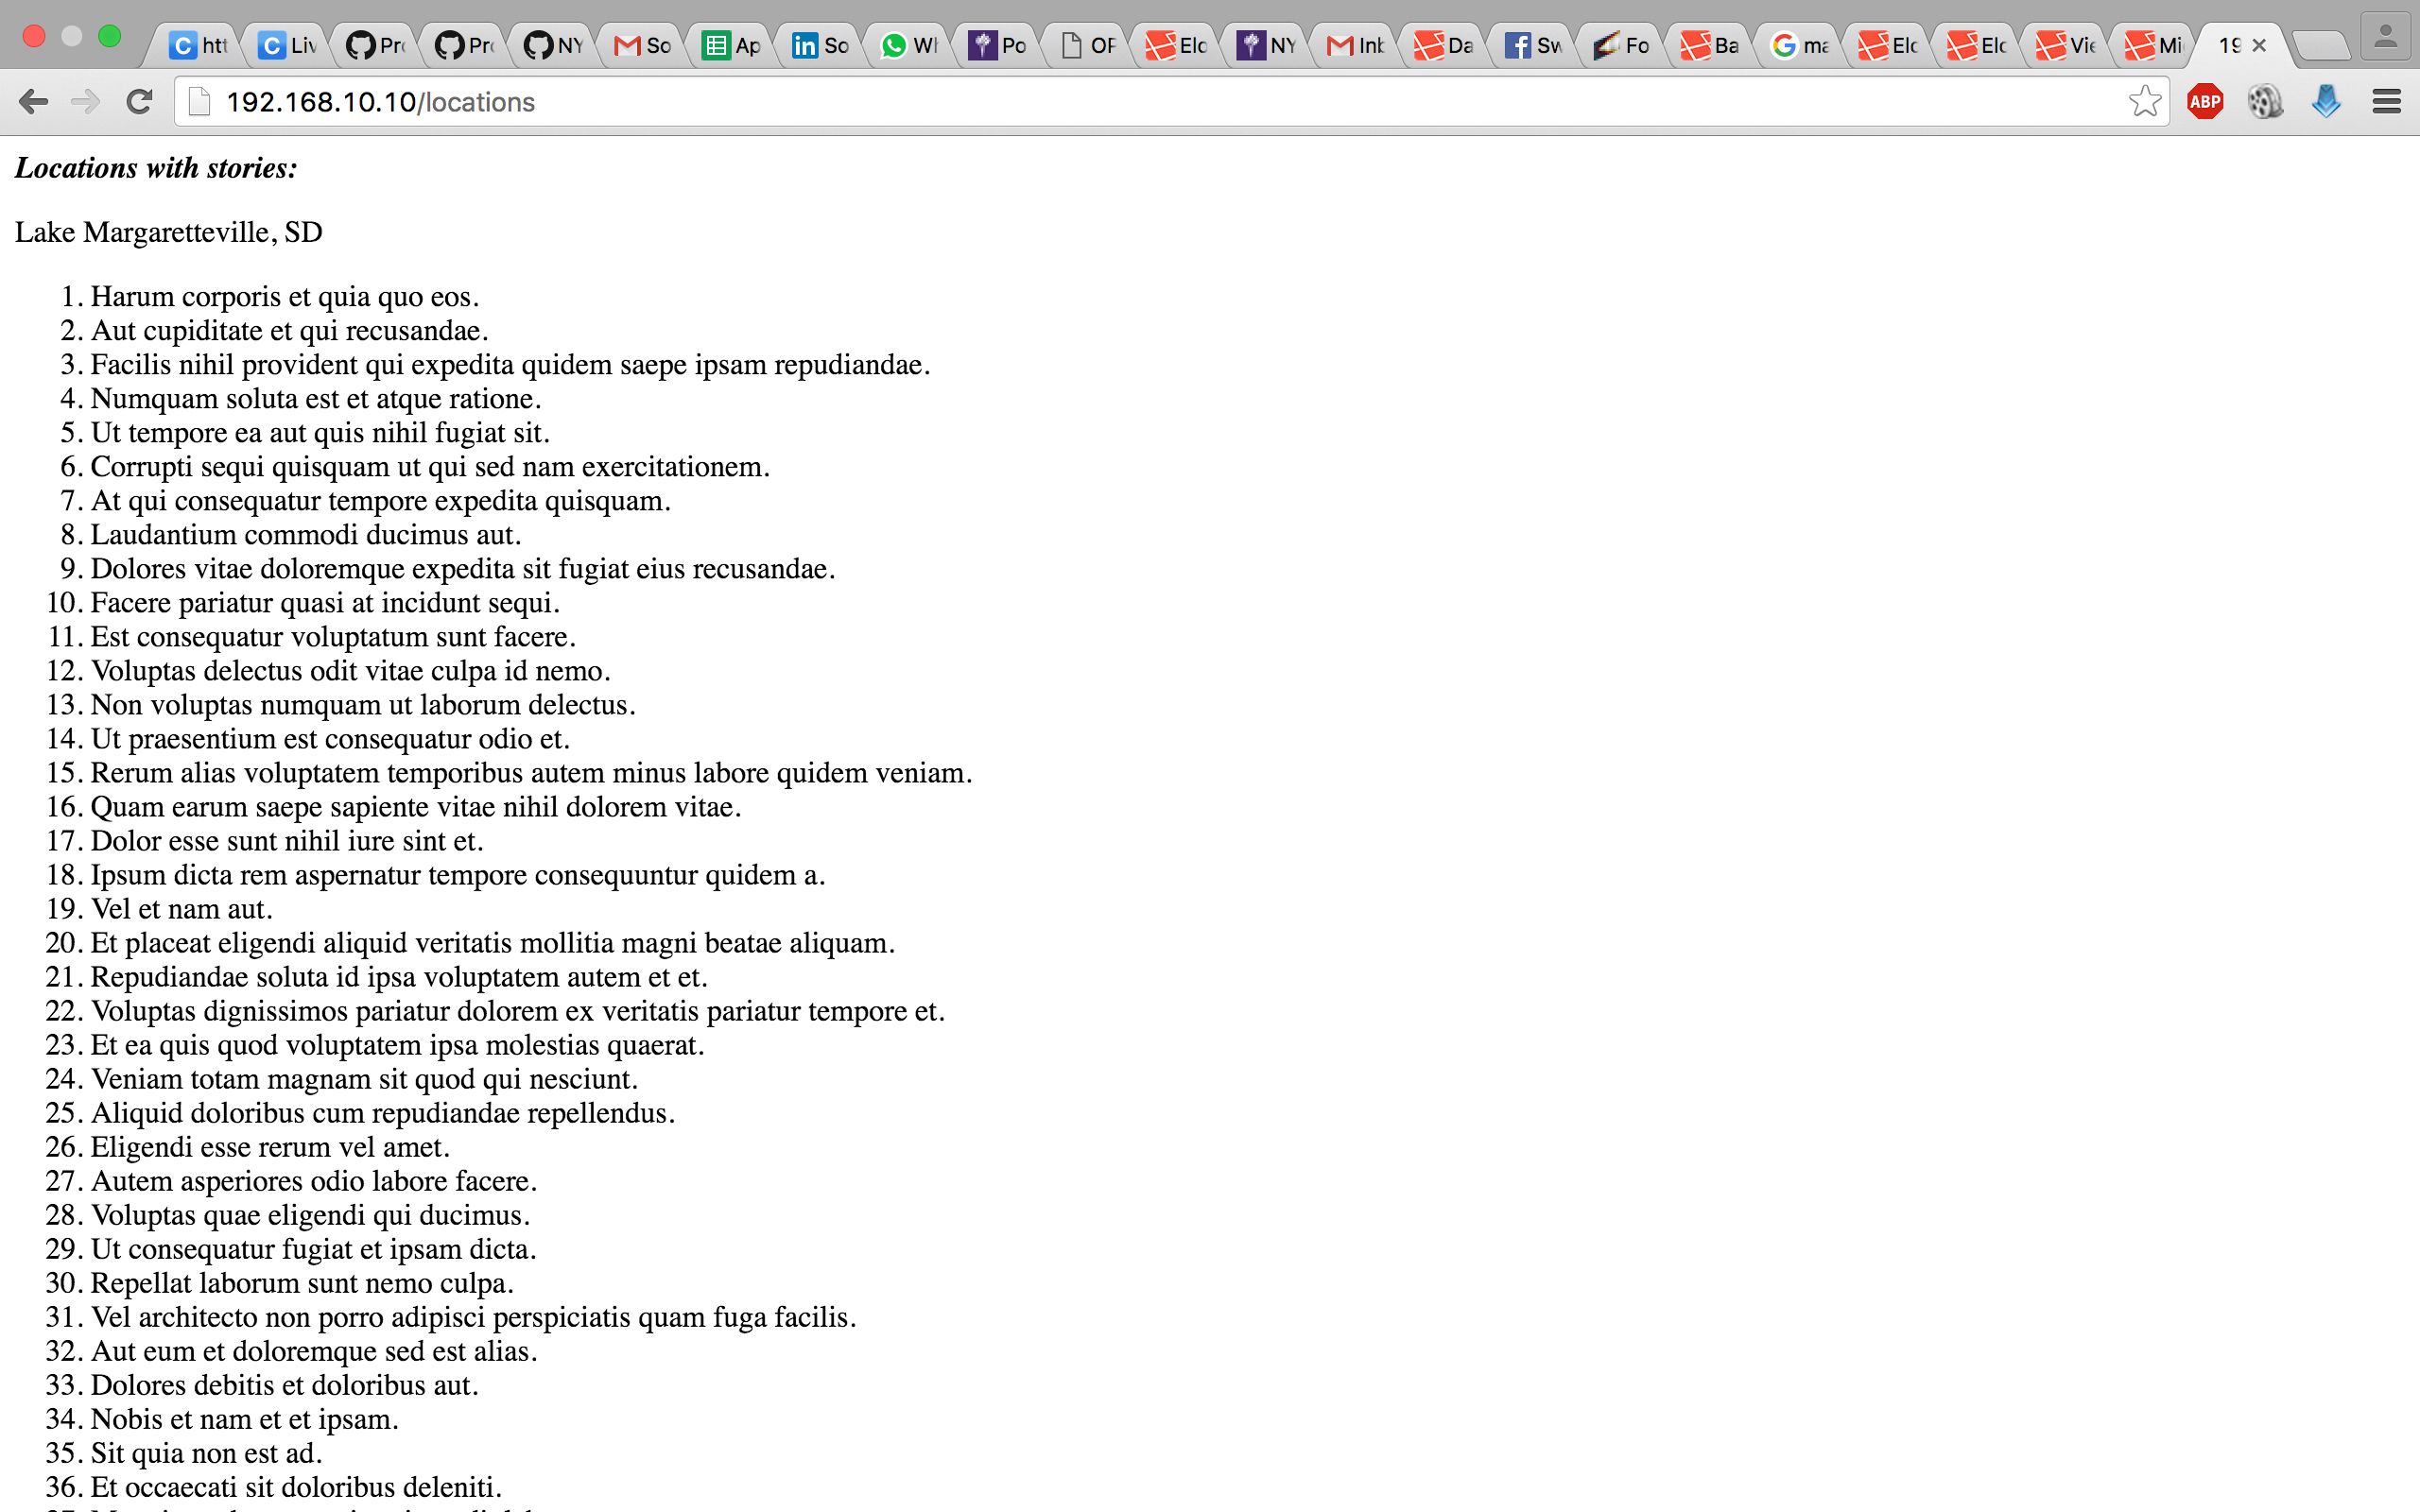 htt Liv Pro Pro NY So Ap So Wh Po OF Elo NY Inb Da Sw Fo Ba ma Elo Elo Vie Mi 19
192.168.10.10/locations
ABP
Locations with stories:
Lake Margaretteville, SD
1. Harum corporis et quia quo eos.
2. Aut cupiditate et qui recusandae.
3. Facilis nihil provident qui expedita quidem saepe ipsam repudiandae.
4. Numquam soluta est et atque ratione.
5. Ut tempore ea aut quis nihil fugiat sit.
6. Corrupti sequi quisquam ut qui sed nam exercitationem.
7. At qui consequatur tempore expedita quisquam.
8. Laudantium commodi ducimus aut.
9. Dolores vitae doloremque expedita sit fugiat eius recusandae.
10. Facere pariatur quasi at incidunt sequi.
11. Est consequatur voluptatum sunt facere.
12. Voluptas delectus odit vitae culpa id nemo.
13. Non voluptas numquam ut laborum delectus.
14. Ut praesentium est consequatur odio et.
15. Rerum alias voluptatem temporibus autem minus labore quidem veniam.
16. Quam earum saepe sapiente vitae nihil dolorem vitae.
17. Dolor esse sunt nihil iure sint et.
18. Ipsum dicta rem aspernatur tempore consequuntur quidem a.
19. Vel et nam aut.
20. Et placeat eligendi aliquid veritatis mollitia magni beatae aliquam.
21. Repudiandae soluta id ipsa voluptatem autem et et.
22. Voluptas dignissimos pariatur dolorem ex veritatis pariatur tempore et.
23. Et ea quis quod voluptatem ipsa molestias quaerat.
24. Veniam totam magnam sit quod qui nesciunt.
25. Aliquid doloribus cum repudiandae repellendus.
26. Eligendi esse rerum vel amet.
27. Autem asperiores odio labore facere.
28. Voluptas quae eligendi qui ducimus.
29. Ut consequatur fugiat et ipsam dicta.
30. Repellat laborum sunt nemo culpa.
31. Vel architecto non porro adipisci perspiciatis quam fuga facilis.
32. Aut eum et doloremque sed est alias.
33. Dolores debitis et doloribus aut.
34. Nobis et nam et et ipsam.
35. Sit quia non est ad.
36. Et occaecati sit doloribus deleniti.